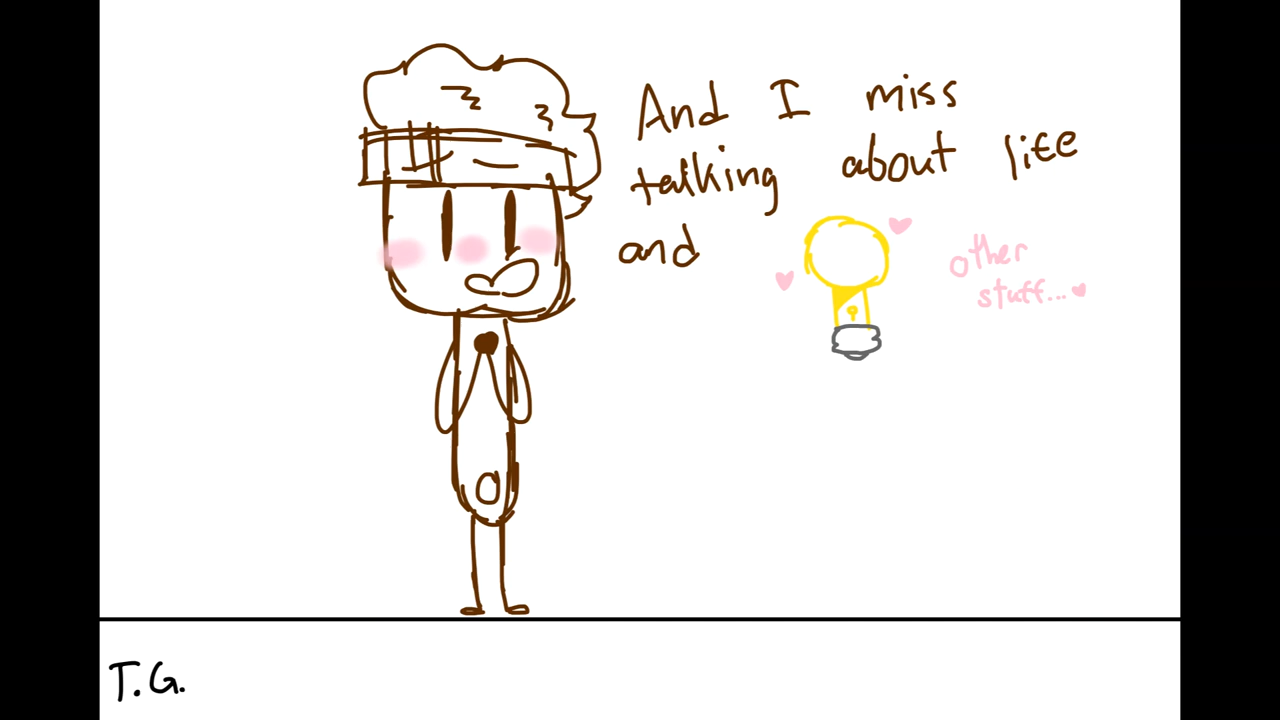 And I miss
talking about life
and
other
stuff...
T.G.